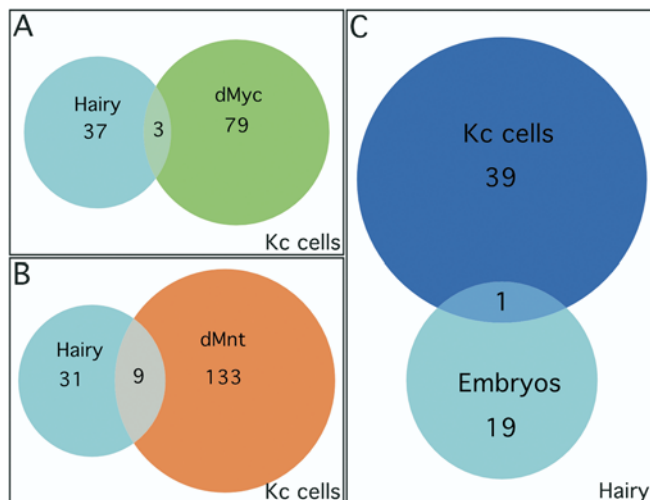 A
Hairy
37
3
dMyc
79
Kc cells
B
Hairy
31
9
dMnt
133
Kc cells
C
Kc cells
39
1
Embryos
19
Hairy